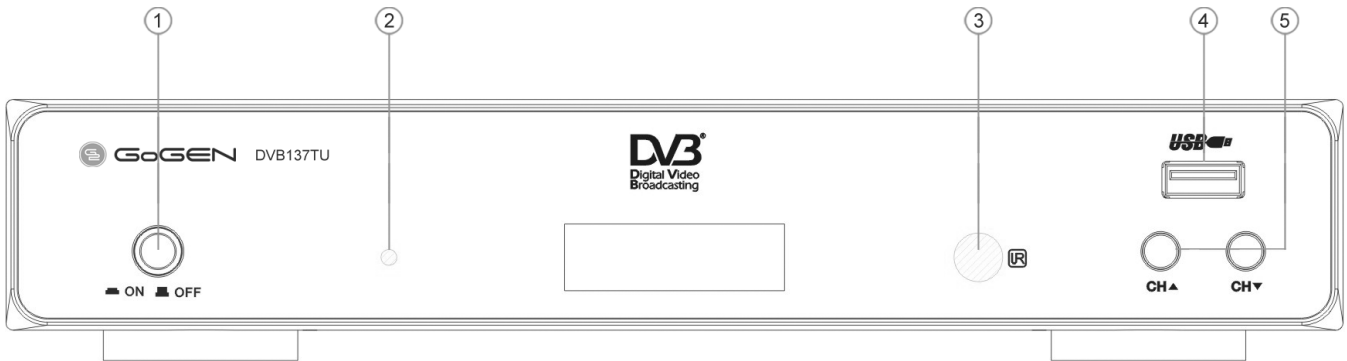 1 2 3 4 5
GoGEN DVB137TU
DVB®
Digital Video
Broadcasting
USB
IR
ON OFF
CH▲ CH▼